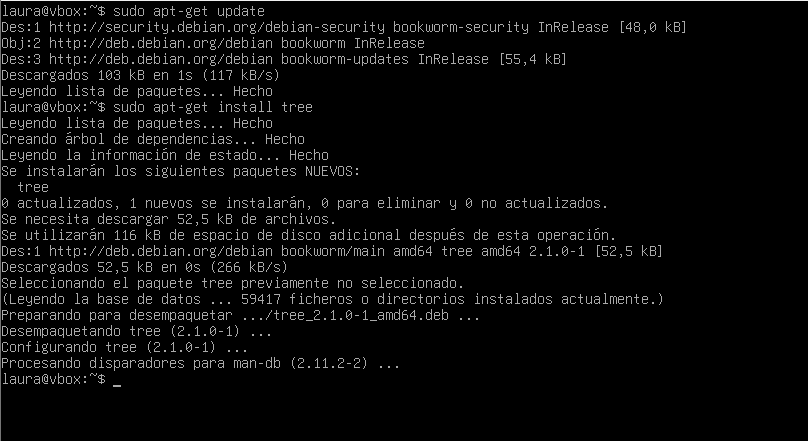 laura@vbox:~$ sudo apt-get update
Des:1 http://security.debian.org/debian-security bookworm-security InRelease [48,0 kB]
Obj:2 http://deb.debian.org/debian bookworm InRelease
Des:3 http://deb.debian.org/debian bookworm-updates InRelease [55,4 kB]
Descargados 103 kB en 1s (117 kB/s)
Leyendo lista de paquetes... Hecho
laura@vbox:~$ sudo apt-get install tree
Leyendo lista de paquetes... Hecho
Creando árbol de dependencias... Hecho
Leyendo la información de estado... Hecho
Se instalarán los siguientes paquetes NUEVOS:
  tree
0 actualizados, 1 nuevos se instalarán, 0 para eliminar y 0 no actualizados.
Se necesita descargar 52,5 kB de archivos.
Se utilizarán 116 kB de espacio de disco adicional después de esta operación.
Des:1 http://deb.debian.org/debian bookworm/main amd64 tree amd64 2.1.0-1 [52,5 kB]
Descargados 52,5 kB en 0s (266 kB/s)
Seleccionando el paquete tree previamente no seleccionado.
(Leyendo la base de datos ... 59417 ficheros o directorios instalados actualmente.)
Preparando para desempaquetar .../tree_2.1.0-1_amd64.deb ...
Desempaquetando tree (2.1.0-1) ...
Configurando tree (2.1.0-1) ...
Procesando disparadores para man-db (2.11.2-2) ...
laura@vbox:~$ _